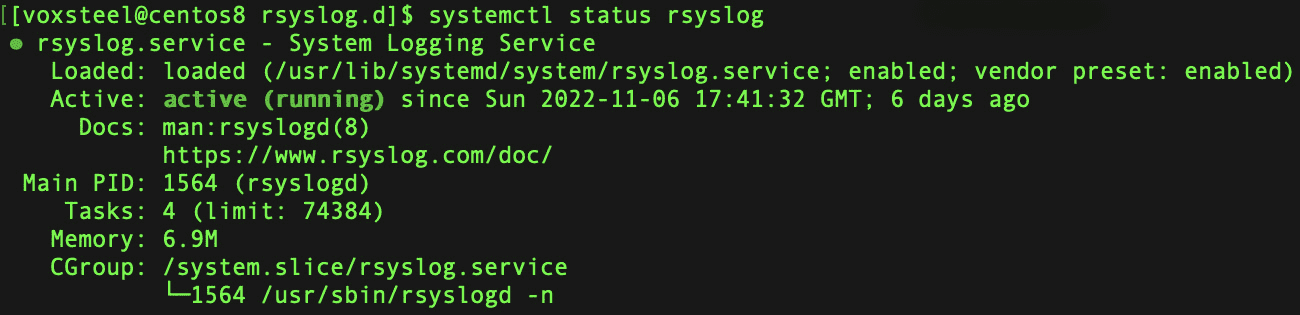 [[voxsteel@centos8 rsyslog.d]$ systemctl status rsyslog
● rsyslog.service - System Logging Service
   Loaded: loaded (/usr/lib/systemd/system/rsyslog.service; enabled; vendor preset: enabled)
   Active: active (running) since Sun 2022-11-06 17:41:32 GMT; 6 days ago
     Docs: man:rsyslogd(8)
           https://www.rsyslog.com/doc/
 Main PID: 1564 (rsyslogd)
    Tasks: 4 (limit: 74384)
   Memory: 6.9M
   CGroup: /system.slice/rsyslog.service
           └─1564 /usr/sbin/rsyslogd -n